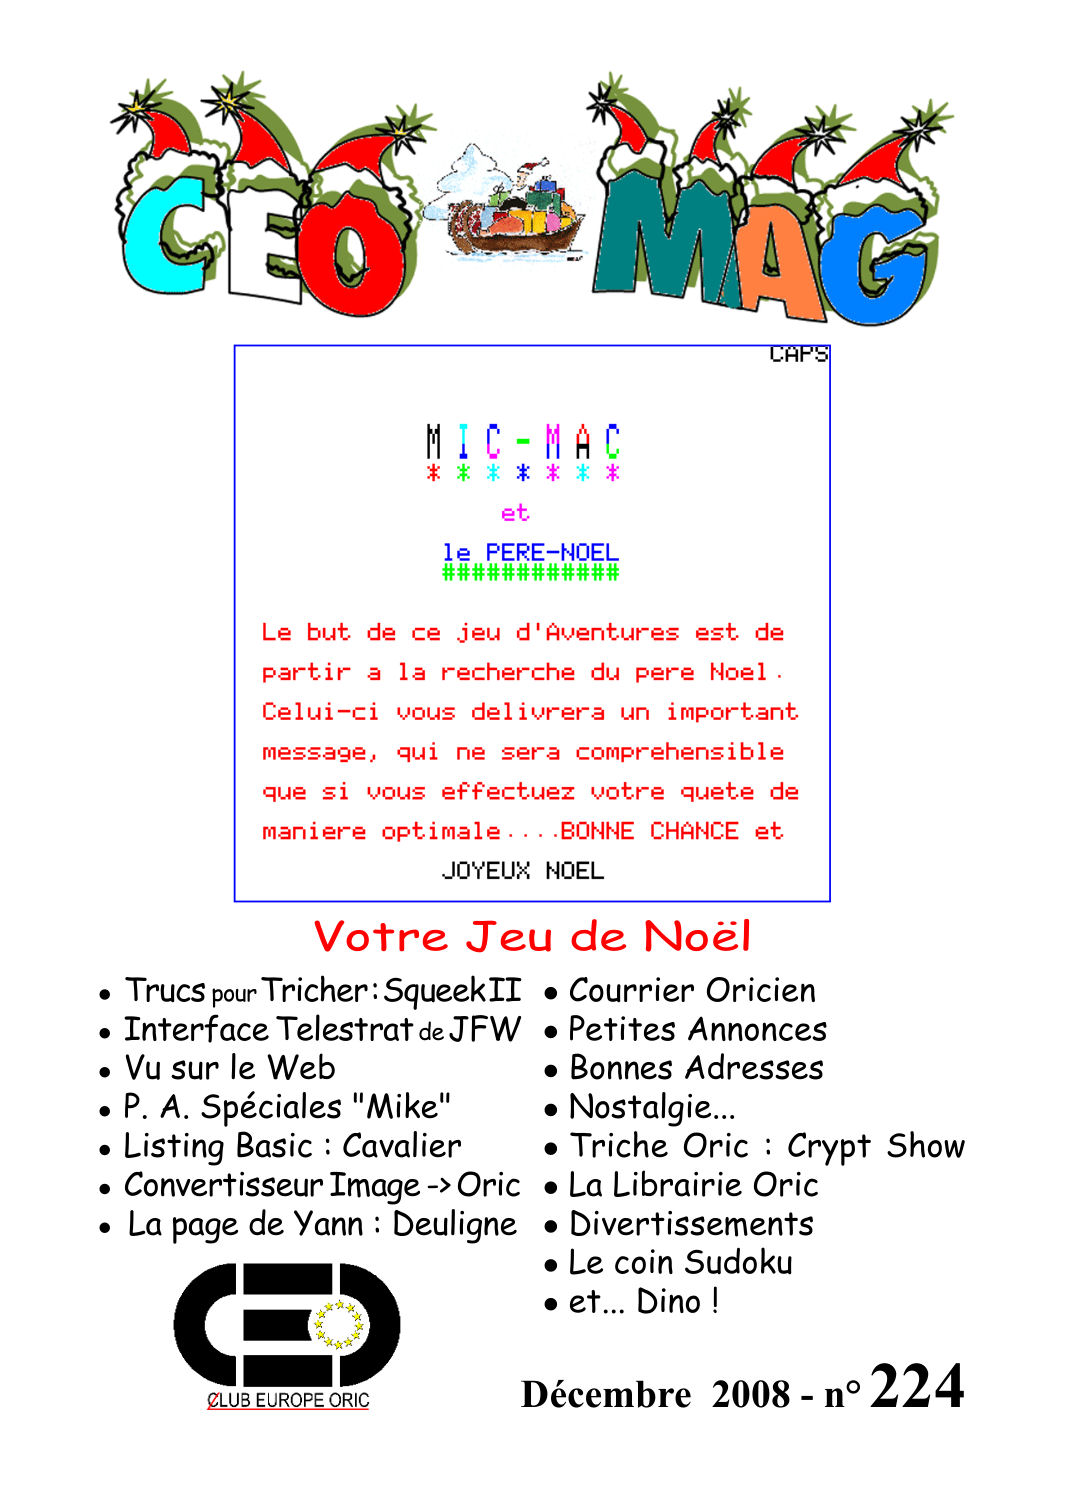 CEO MAG
CAPS
MIC-MAC
*******
et
le PERE-NOEL
############
Le but de ce jeu d'Aventures est de
partir a la recherche du pere Noel.
Celui-ci vous delivrera un important
message, qui ne sera comprehensible
que si vous effectuez votre quete de
maniere optimale....BONNE CHANCE et
JOYEUX NOEL
Votre Jeu de Noël
• Trucs pour Tricher : Squeek II
• Interface Telestrat de JFW
• Vu sur le Web
• P. A. Spéciales "Mike"
• Listing Basic : Cavalier
• Convertisseur Image -> Oric
• La page de Yann : Deuligne
• Courrier Oricien
• Petites Annonces
• Bonnes Adresses
• Nostalgie...
• Triche Oric : Crypt Show
• La Librairie Oric
• Divertissements
• Le coin Sudoku
• et... Dino !
CEO
CLUB EUROPE ORIC
Décembre 2008 - n° 224